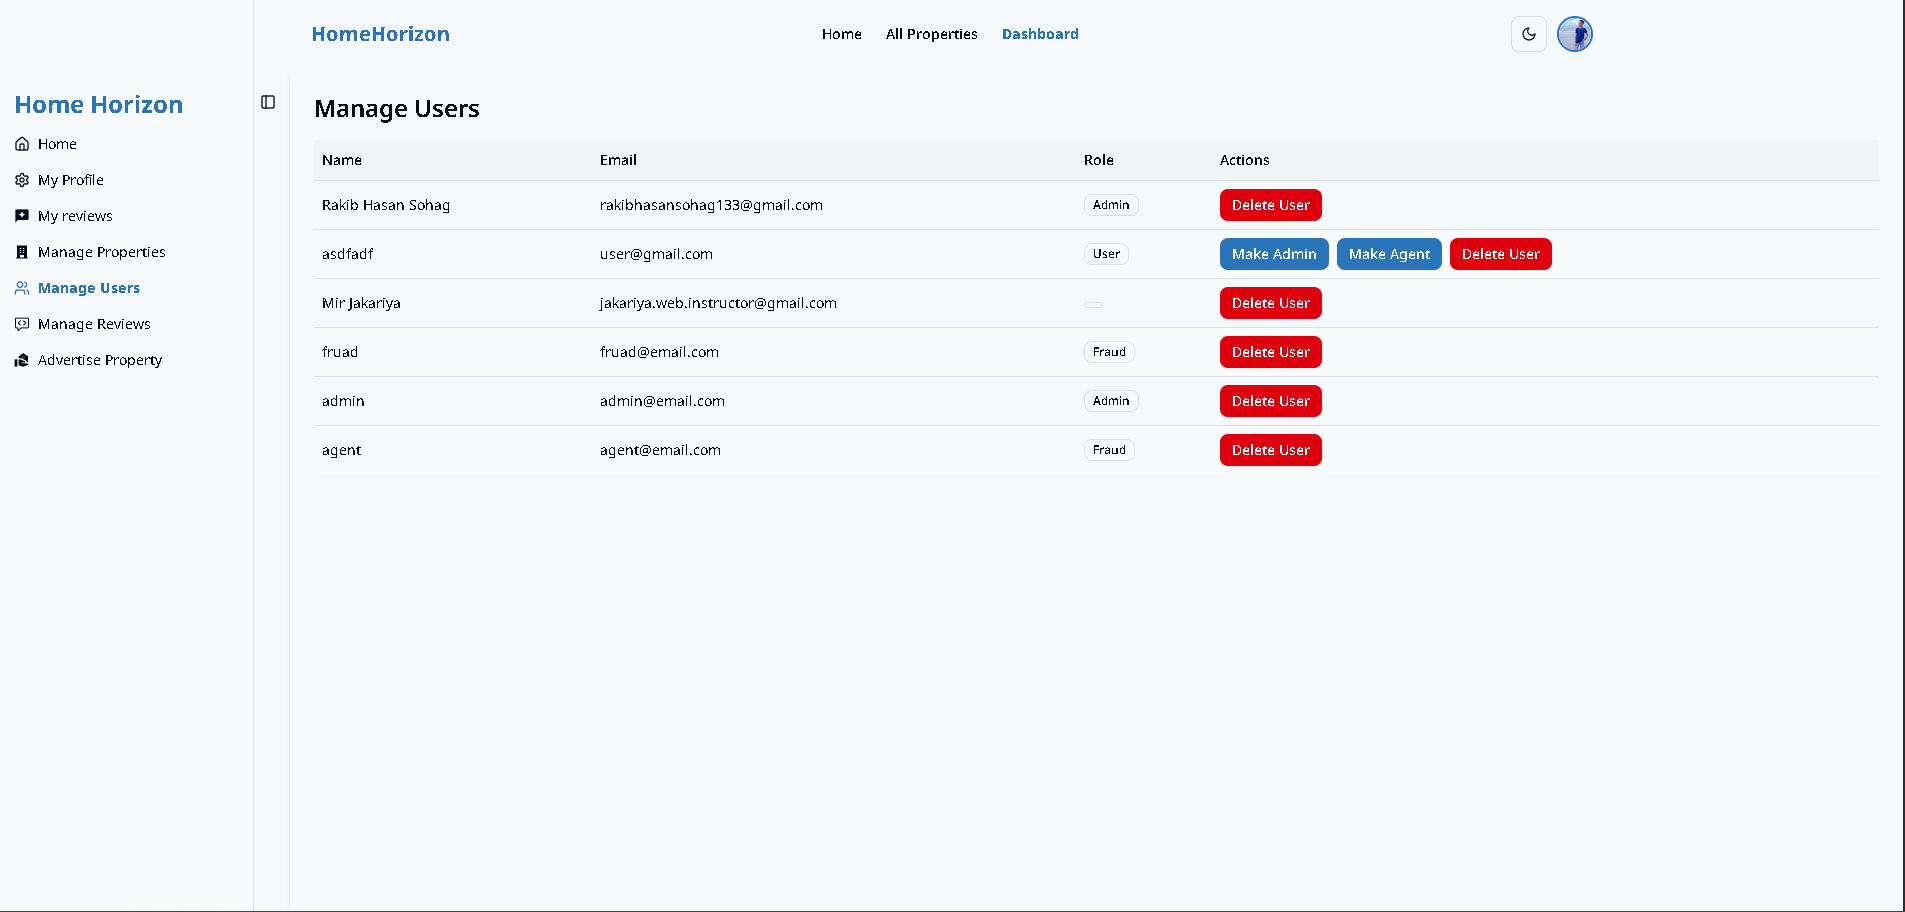 HomeHorizon Home All Properties Dashboard
Home Horizon
Home
My Profile
My reviews
Manage Properties
Manage Users
Manage Reviews
Advertise Property
Manage Users
Name Email Role Actions
Rakib Hasan Sohag rakibhasansohag133@gmail.com Admin Delete User
asdfadf user@gmail.com User Make Admin Make Agent Delete User
Mir Jakariya jakariya.web.instructor@gmail.com Delete User
fruad fruad@email.com Fraud Delete User
admin admin@email.com Admin Delete User
agent agent@email.com Fraud Delete User